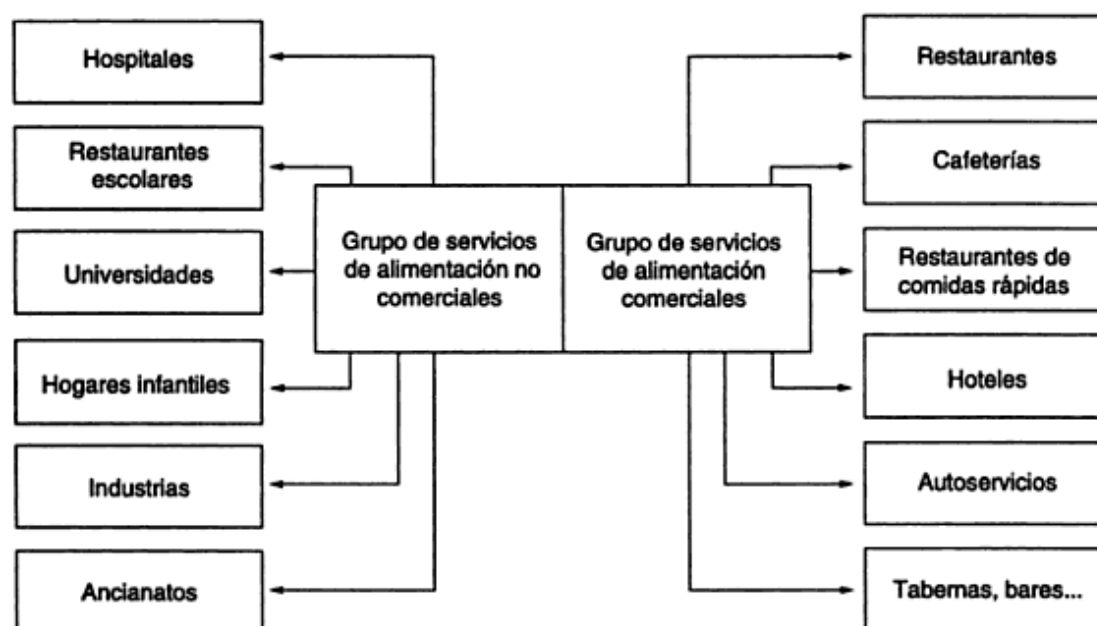 Hospitales
Restaurantes
escolares
Universidades
Hogares infantiles
Industrias
Ancianatos
Grupo de servicios
de alimentación no
comerciales
Grupo de servicios
de alimentación
comerciales
Restaurantes
Cafeterías
Restaurantes de
comidas rápidas
Hoteles
Autoservicios
Tabernas, bares...